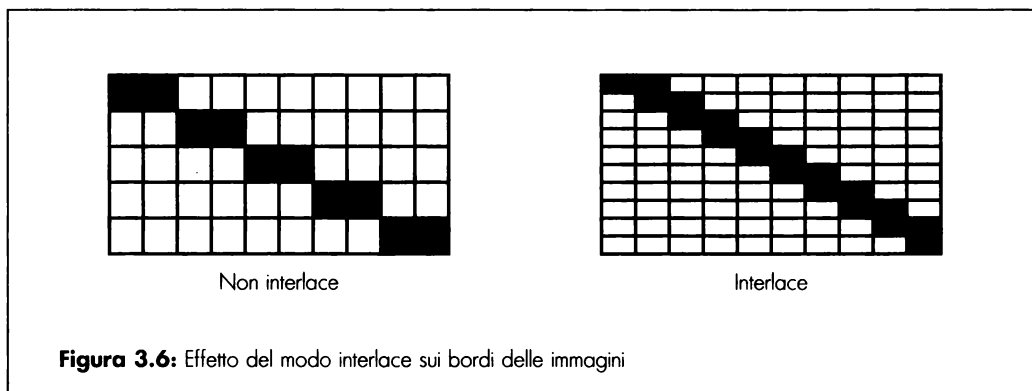 Non interlace
Interlace
Figura 3.6: Effetto del modo interlace sui bordi delle immagini